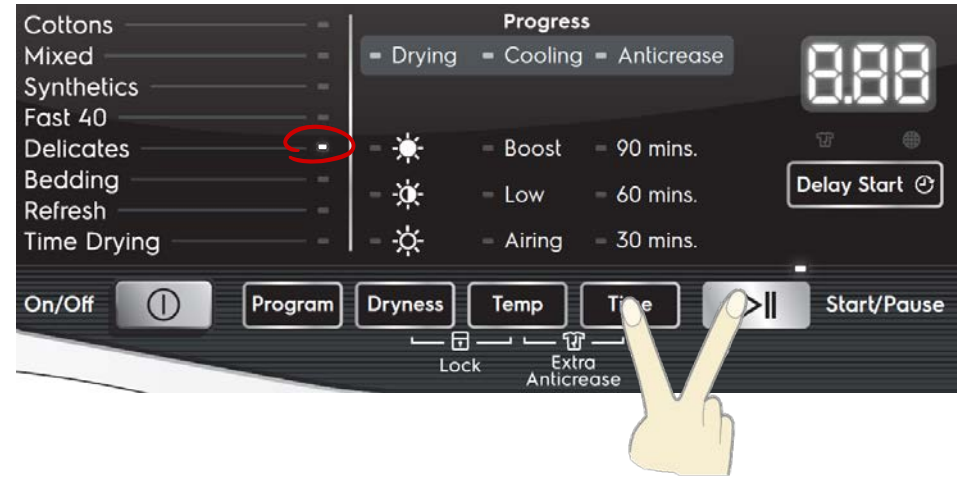 Cottons
Mixed
Synthetics
Fast 40
Delicates
Bedding
Refresh
Time Drying
Progress
Drying Cooling Anticrease
Boost 90 mins.
Low 60 mins.
Airing 30 mins.
8.88
Delay Start
On/Off Program Dryness Temp Start/Pause
Lock
Extra
Anticrease